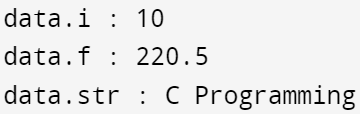 data.i : 10
data.f : 220.5
data.str : C Programming